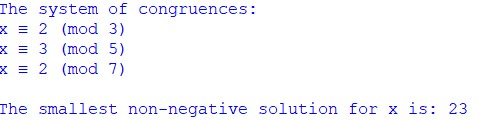 The system of congruences:
x ≡ 2 (mod 3)
x ≡ 3 (mod 5)
x ≡ 2 (mod 7)
The smallest non-negative solution for x is: 23